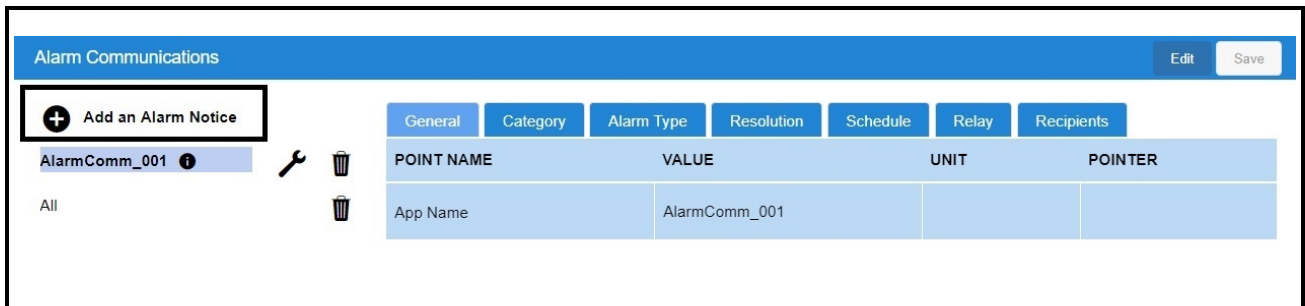 Alarm Communications
Edit
Save
Add an Alarm Notice
General Category Alarm Type Resolution Schedule Relay Recipients
AlarmComm_001
POINT NAME VALUE UNIT POINTER
All
App Name AlarmComm_001